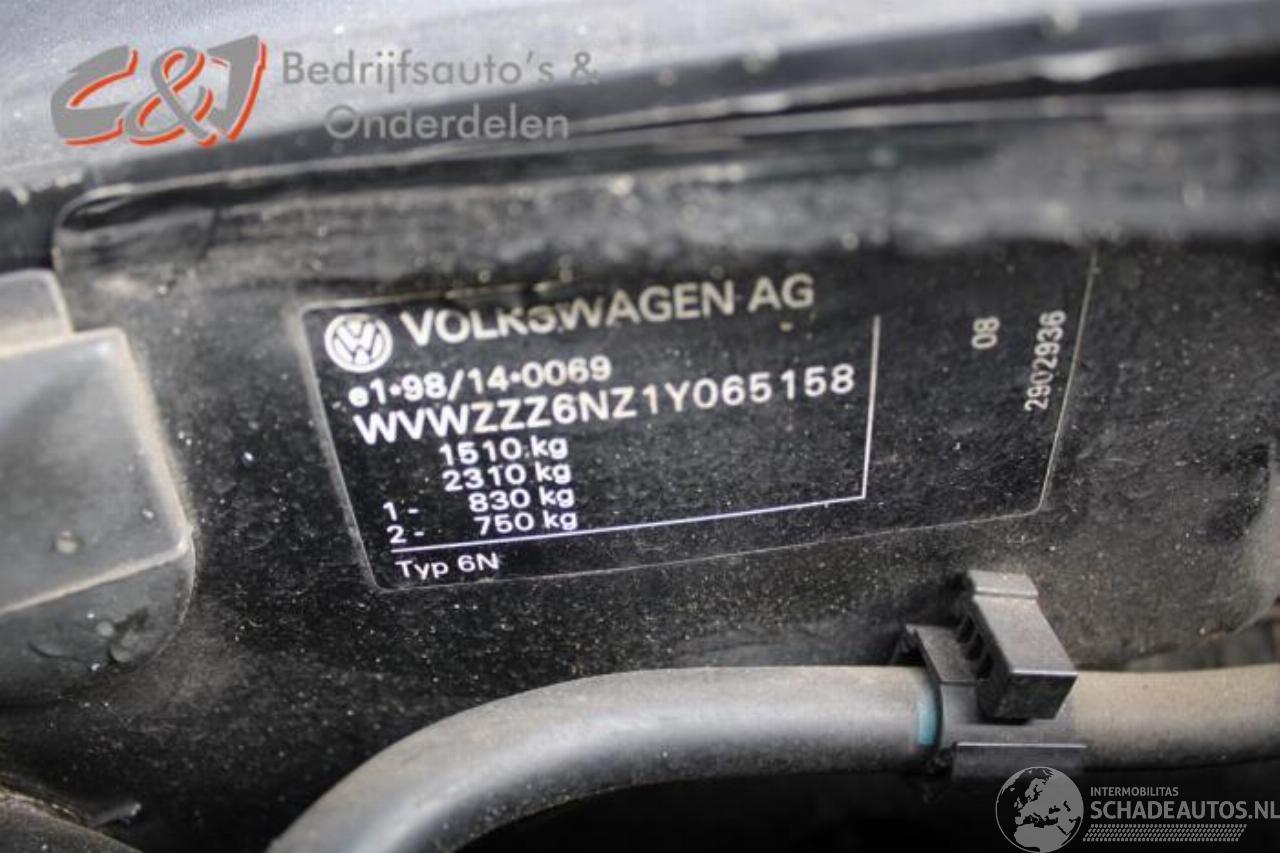 C&J Bedrijfsauto's &
Onderdelen
VOLKSWAGEN AG
e1*98/14*0069
WVWZZZ6NZ1Y065158
1510 kg
2310 kg
1- 830 kg
2- 750 kg
Typ 6N
08
2902936
INTERMOBILITAS
SCHADEAUTOS.NL